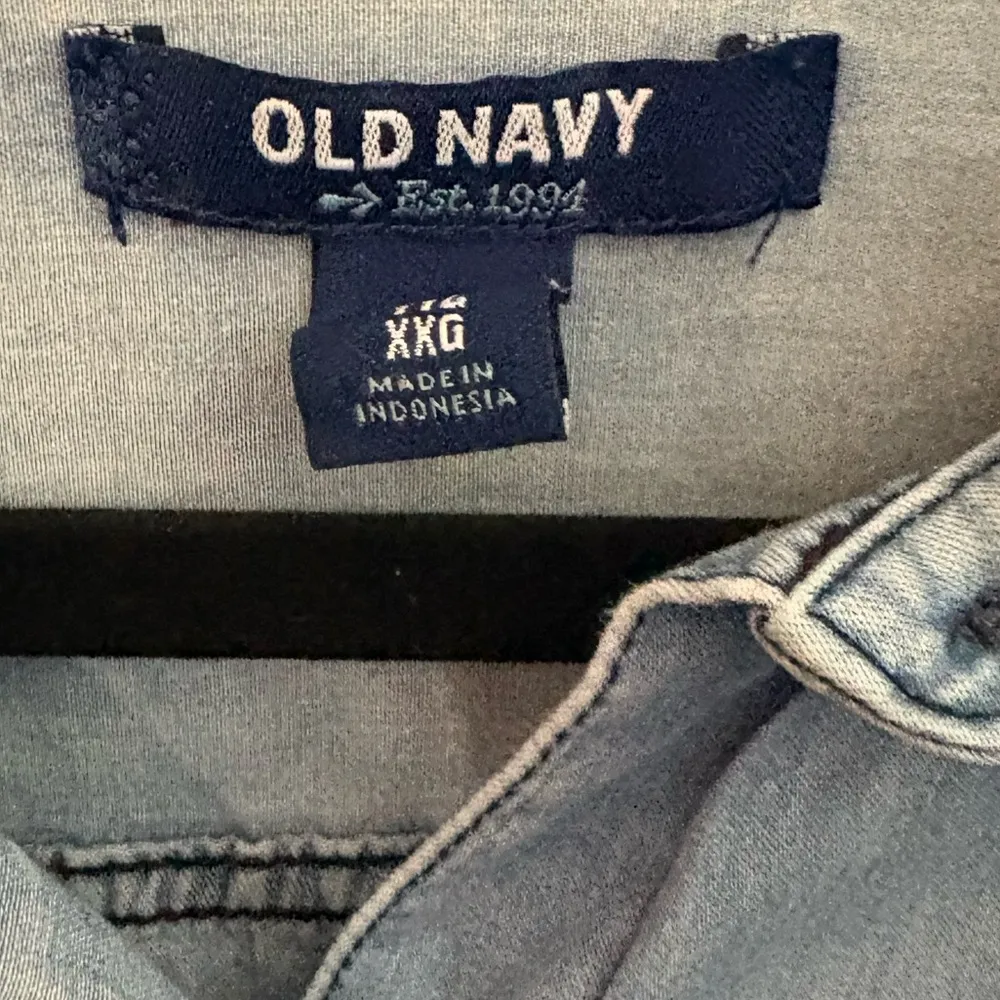 OLD NAVY
Est. 1994
XXG
MADE IN
INDONESIA